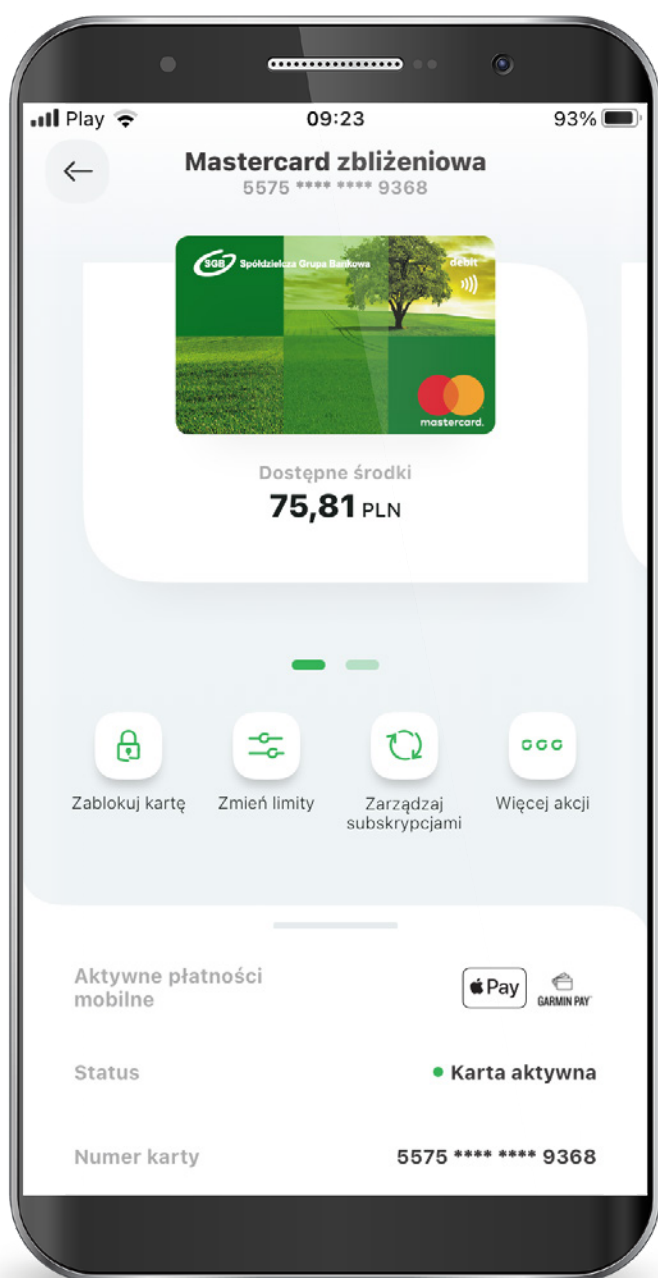 Play
09:23
93%
Mastercard zbliżeniowa
5575 **** **** 9368
SGB Spółdzielcza Grupa Bankowa
debit
mastercard.
Dostępne środki
75,81 PLN
Zablokuj kartę
Zmień limity
Zarządzaj
subskrypcjami
Więcej akcji
Aktywne płatności
mobilne
Pay
GARMIN PAY
Status
Karta aktywna
Numer karty
5575 **** **** 9368